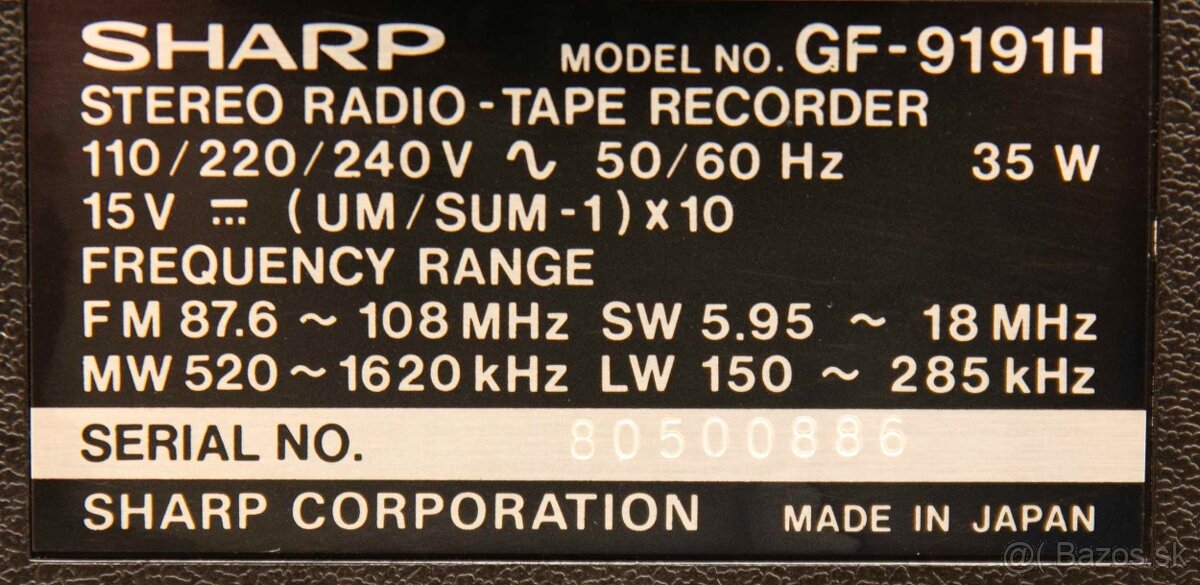 SHARP MODEL NO. GF-9191H
STEREO RADIO-TAPE RECORDER
110/220/240V ∿ 50/60 Hz 35 W
15V ⎓ (UM/SUM-1)x10
FREQUENCY RANGE
FM 87.6 ~ 108 MHz SW 5.95 ~ 18 MHz
MW 520 ~ 1620 kHz LW 150 ~ 285 kHz
SERIAL NO. 80500886
SHARP CORPORATION MADE IN JAPAN
@( Bazos.sk